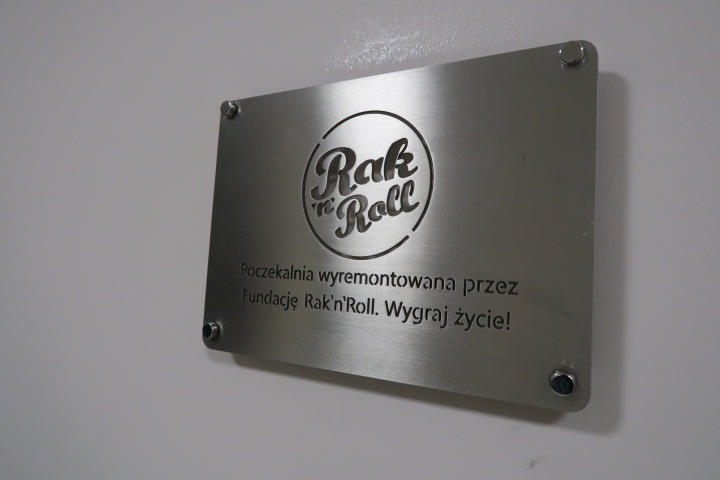 Rak
'n'
Roll
Poczekalnia wyremontowana przez
Fundację Rak'n'Roll. Wygraj życie!